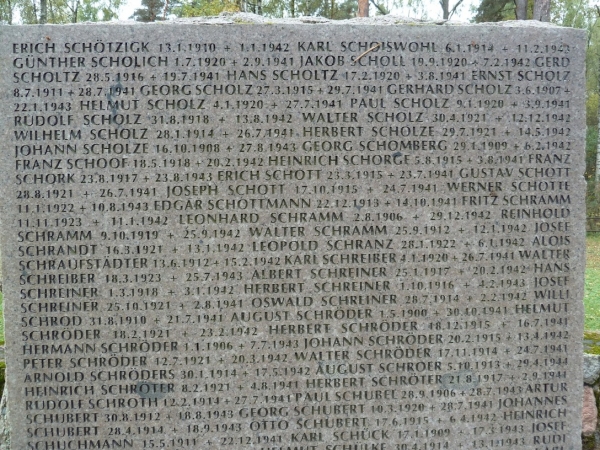 ERICH SCHÖTZIGK 13.1.1910 + 1.1.1942 KARL SCHOISWOHL 6.1.1914 + 11.2.1943
GÜNTHER SCHOLICH 1.7.1920 + 2.9.1941 JAKOB SCHOLL 19.9.1920 + 7.2.1942 GERD
SCHOLTZ 28.5.1916 + 19.7.1941 HANS SCHOLTZ 17.2.1920 + 3.8.1941 ERNST SCHOLZ
8.7.1911 + 28.7.1941 GEORG SCHOLZ 27.3.1915 + 29.7.1941 GERHARD SCHOLZ 3.6.1907 +
22.1.1943 HELMUT SCHOLZ 4.1.1920 + 27.7.1941 PAUL SCHOLZ 9.1.1920 + 3.9.1941
RUDOLF SCHOLZ 31.8.1918 + 13.8.1942 WALTER SCHOLZ 30.4.1921 + 12.12.1942
WILHELM SCHOLZ 28.1.1914 + 26.7.1941 HERBERT SCHOLZE 29.7.1921 + 14.5.1942
JOHANN SCHOLZE 16.10.1908 + 27.8.1943 GEORG SCHOMBERG 29.1.1909 + 6.2.1942
FRANZ SCHOOF 18.5.1918 + 20.2.1942 HEINRICH SCHORGE 5.8.1915 + 3.8.1941 FRANZ
SCHORK 23.8.1917 + 23.8.1943 ERICH SCHOTT 23.3.1915 + 23.7.1941 GUSTAV SCHOTT
28.8.1921 + 26.7.1941 JOSEPH SCHOTT 17.10.1915 + 24.7.1941 WERNER SCHOTTE
11.1.1922 + 10.8.1943 EDGAR SCHOTTMANN 22.12.1913 + 14.10.1941 FRITZ SCHRAMM
11.11.1923 + 11.1.1942 LEONHARD SCHRAMM 2.8.1906 + 29.12.1942 REINHOLD
SCHRAMM 9.10.1919 + 25.9.1942 WALTER SCHRAMM 25.9.1912 + 12.1.1942 JOSEF
SCHRANDT 16.3.1921 + 13.1.1942 LEOPOLD SCHRANZ 28.1.1922 + 6.1.1942 ALOIS
SCHRAUFSTÄDTER 13.6.1912 + 15.2.1942 KARL SCHREIBER 4.1.1920 + 26.7.1941 WALTER
SCHREIBER 18.3.1923 + 25.7.1943 ALBERT SCHREINER 25.1.1917 + 20.2.1942 HANS
SCHREINER 1.3.1918 + 3.1.1942 HERBERT SCHREINER 1.10.1916 + 4.2.1943 JOSEF
SCHREINER 25.10.1921 + 2.8.1941 OSWALD SCHREINER 28.7.1914 + 2.2.1942 WILLI
SCHROD 31.8.1910 + 21.7.1941 AUGUST SCHRÖDER 1.5.1900 + 30.10.1941 HELMUT
SCHRÖDER 18.2.1921 + 23.2.1942 HERBERT SCHRÖDER 18.12.1915 + 16.7.1941
HERMANN SCHRÖDER 1.1.1906 + 7.7.1943 JOHANN SCHRÖDER 20.2.1915 + 13.4.1942
PETER SCHRÖDER 12.7.1921 + 20.3.1942 WALTER SCHRÖDER 17.11.1914 + 24.7.1941
ARNOLD SCHRÖDERS 30.1.1914 + 17.5.1942 AUGUST SCHROER 5.10.1913 + 29.4.1944
HEINRICH SCHRÖTER 8.2.1921 + 4.8.1941 HERBERT SCHRÖTER 21.8.1917 + 2.9.1944
RUDOLF SCHROTH 12.2.1914 + 27.7.1941 PAUL SCHUBEL 28.9.1906 + 28.7.1943 ARTUR
SCHUBERT 30.8.1912 + 18.8.1943 GEORG SCHUBERT 10.3.1920 + 28.7.1941 JOHANNES
SCHUBERT 28.4.1914 + 18.9.1943 OTTO SCHUBERT 17.6.1915 + 6.4.1942 HEINRICH
SCHUCHMANN 15.5.1911 + 22.12.1941 KARL SCHÜCK 17.1.1909 + 17.3.1943 JOSEF
HELMUT SCHULKE 30.4.1914 + 13.1.1943 RUDI